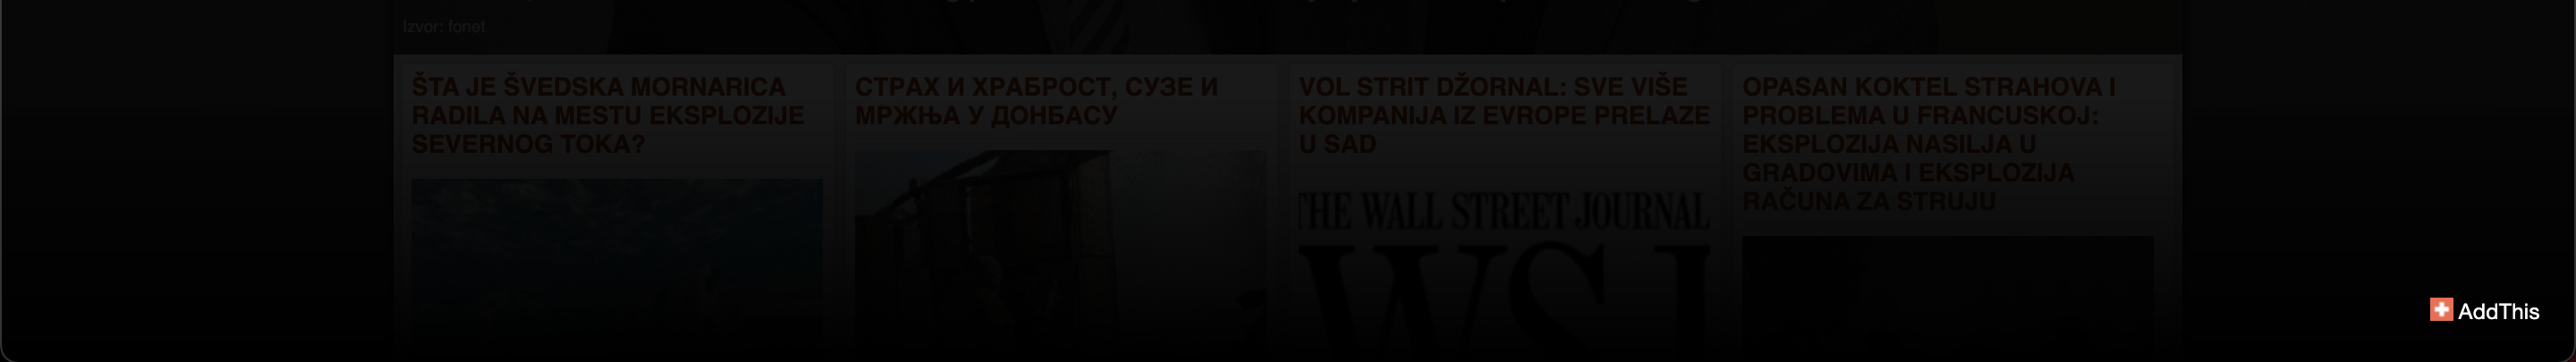 Izvor: fonet
ŠTA JE ŠVEDSKA MORNARICA
RADILA NA MESTU EKSPLOZIJE
SEVERNOG TOKA?
СТРАХ И ХРАБРОСТ, СУЗЕ И
МРЖЊА У ДОНБАСУ
VOL STRIT DŽORNAL: SVE VIŠE
KOMPANIJA IZ EVROPE PRELAZE
U SAD
THE WALL STREET JOURNAL
WSJ
OPASAN KOKTEL STRAHOVA I
PROBLEMA U FRANCUSKOJ:
EKSPLOZIJA NASILJA U
GRADOVIMA I EKSPLOZIJA
RAČUNA ZA STRUJU
AddThis